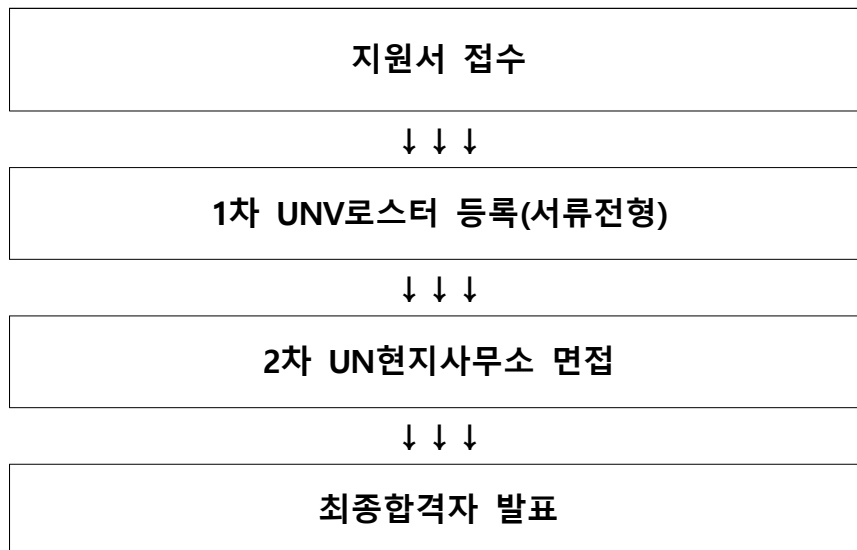 지원서 접수
↓ ↓ ↓
1차 UNV로스터 등록(서류전형)
↓ ↓ ↓
2차 UN현지사무소 면접
↓ ↓ ↓
최종합격자 발표